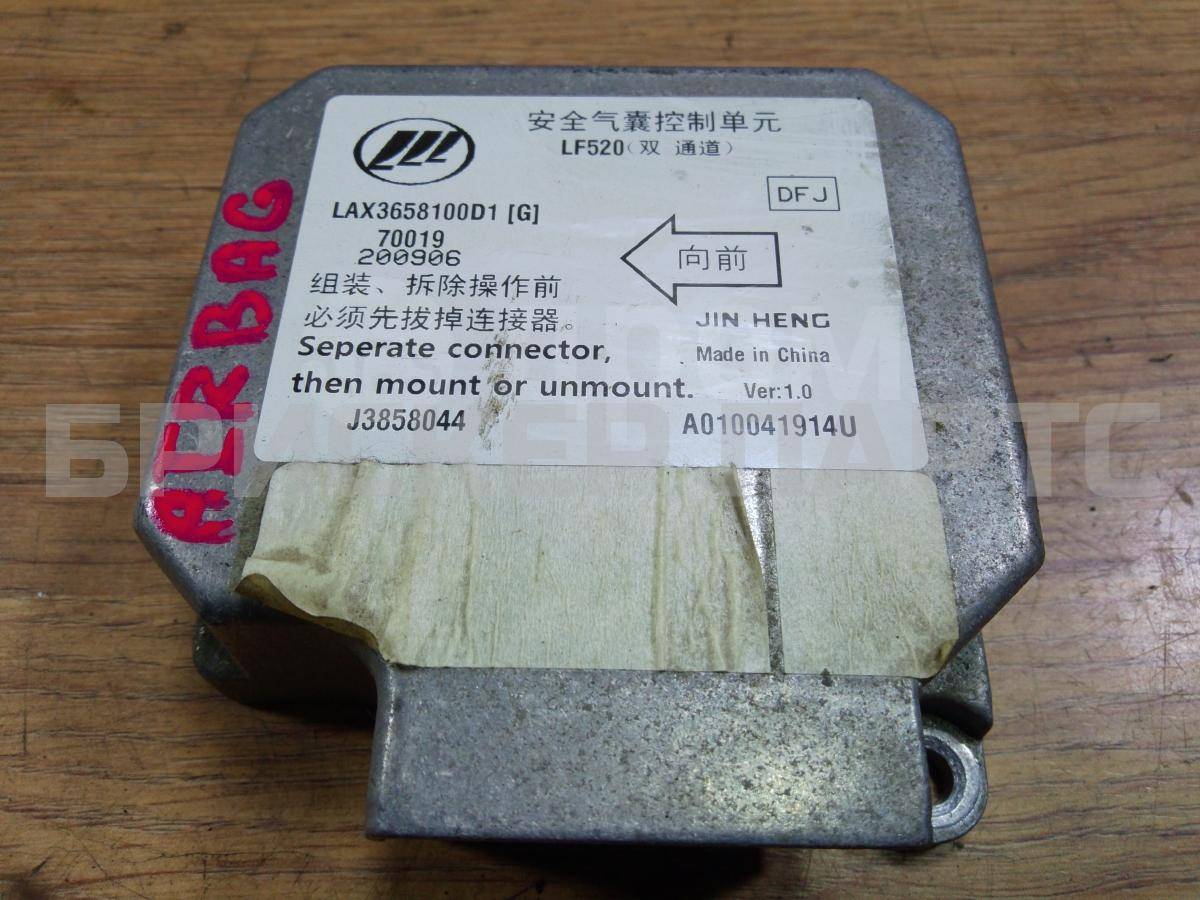 安全气囊控制单元
LF520（双 通道）
DFJ
LAX3658100D1 [G]
70019
200906
向前
组装、拆除操作前
必须先拔掉连接器。
JIN HENG
Seperate connector,
Made in China
then mount or unmount.
Ver:1.0
J3858044
A010041914U
AIRBAG